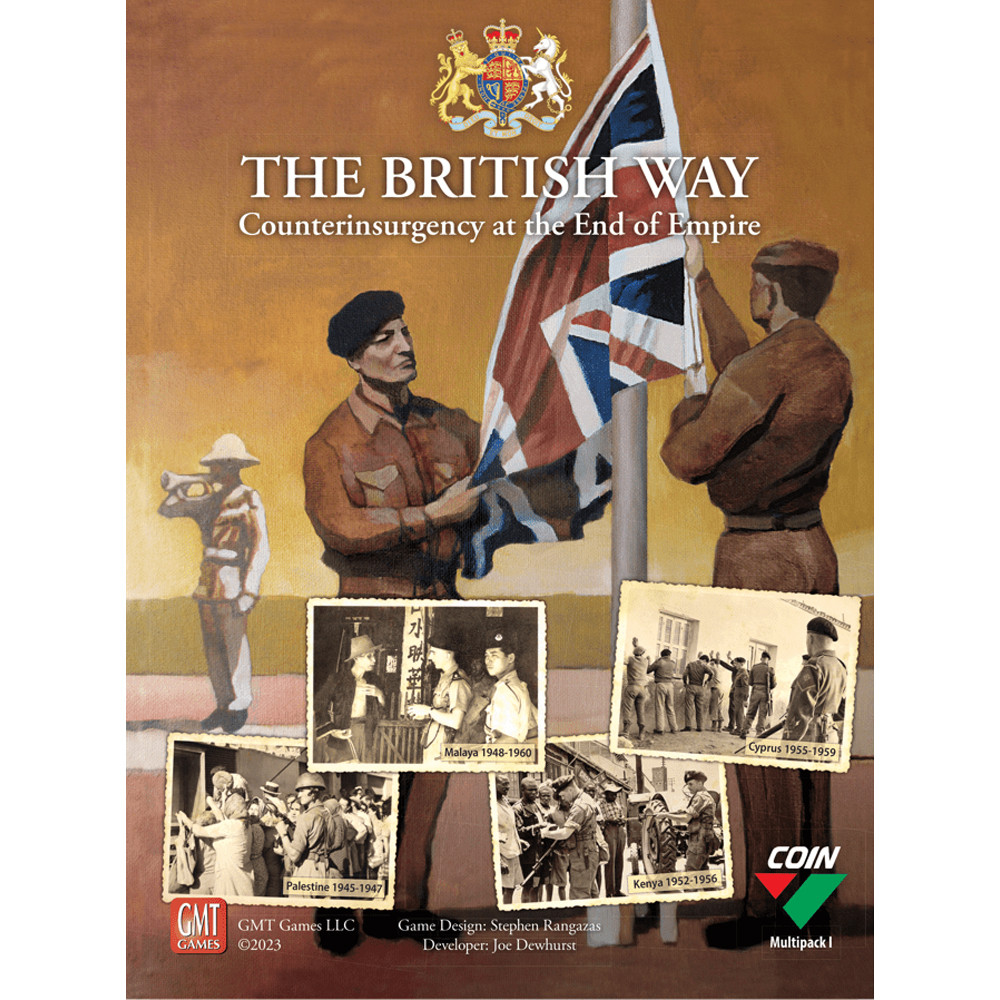 THE BRITISH WAY
Counterinsurgency at the End of Empire
Malaya 1948-1960
Cyprus 1955-1959
Palestine 1945-1947
Kenya 1952-1956
GMT
GAMES
GMT Games LLC
©2023
Game Design: Stephen Rangazas
Developer: Joe Dewhurst
COIN
Multipack I